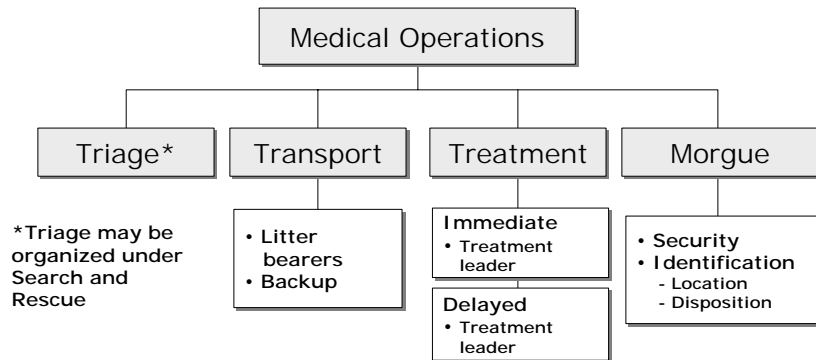 Medical Operations
Triage*
Transport
Treatment
Morgue
*Triage may be
organized under
Search and
Rescue
• Litter
bearers
• Backup
Immediate
• Treatment
leader
Delayed
• Treatment
leader
• Security
• Identification
- Location
- Disposition